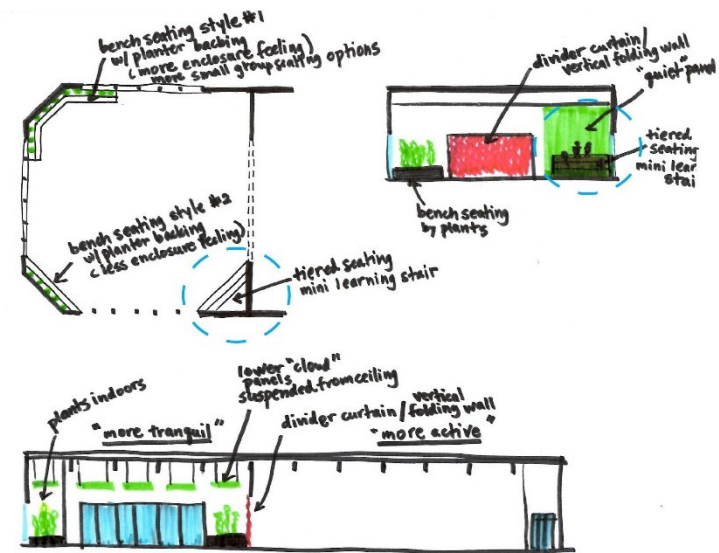 bench seating style #1
w/ planter backing
(more enclosure feeling)
more small group seating options
bench seating style #2
w/ planter backing
(less enclosure feeling)
tiered seating
mini learning stair
divider curtain/
vertical folding wall
"quiet" panel
tiered
seating
mini lear
stai
bench seating
by plants
plants indoors
"more tranquil"
lower "cloud"
panels
suspended from ceiling
divider curtain/vertical
folding wall
"more active"